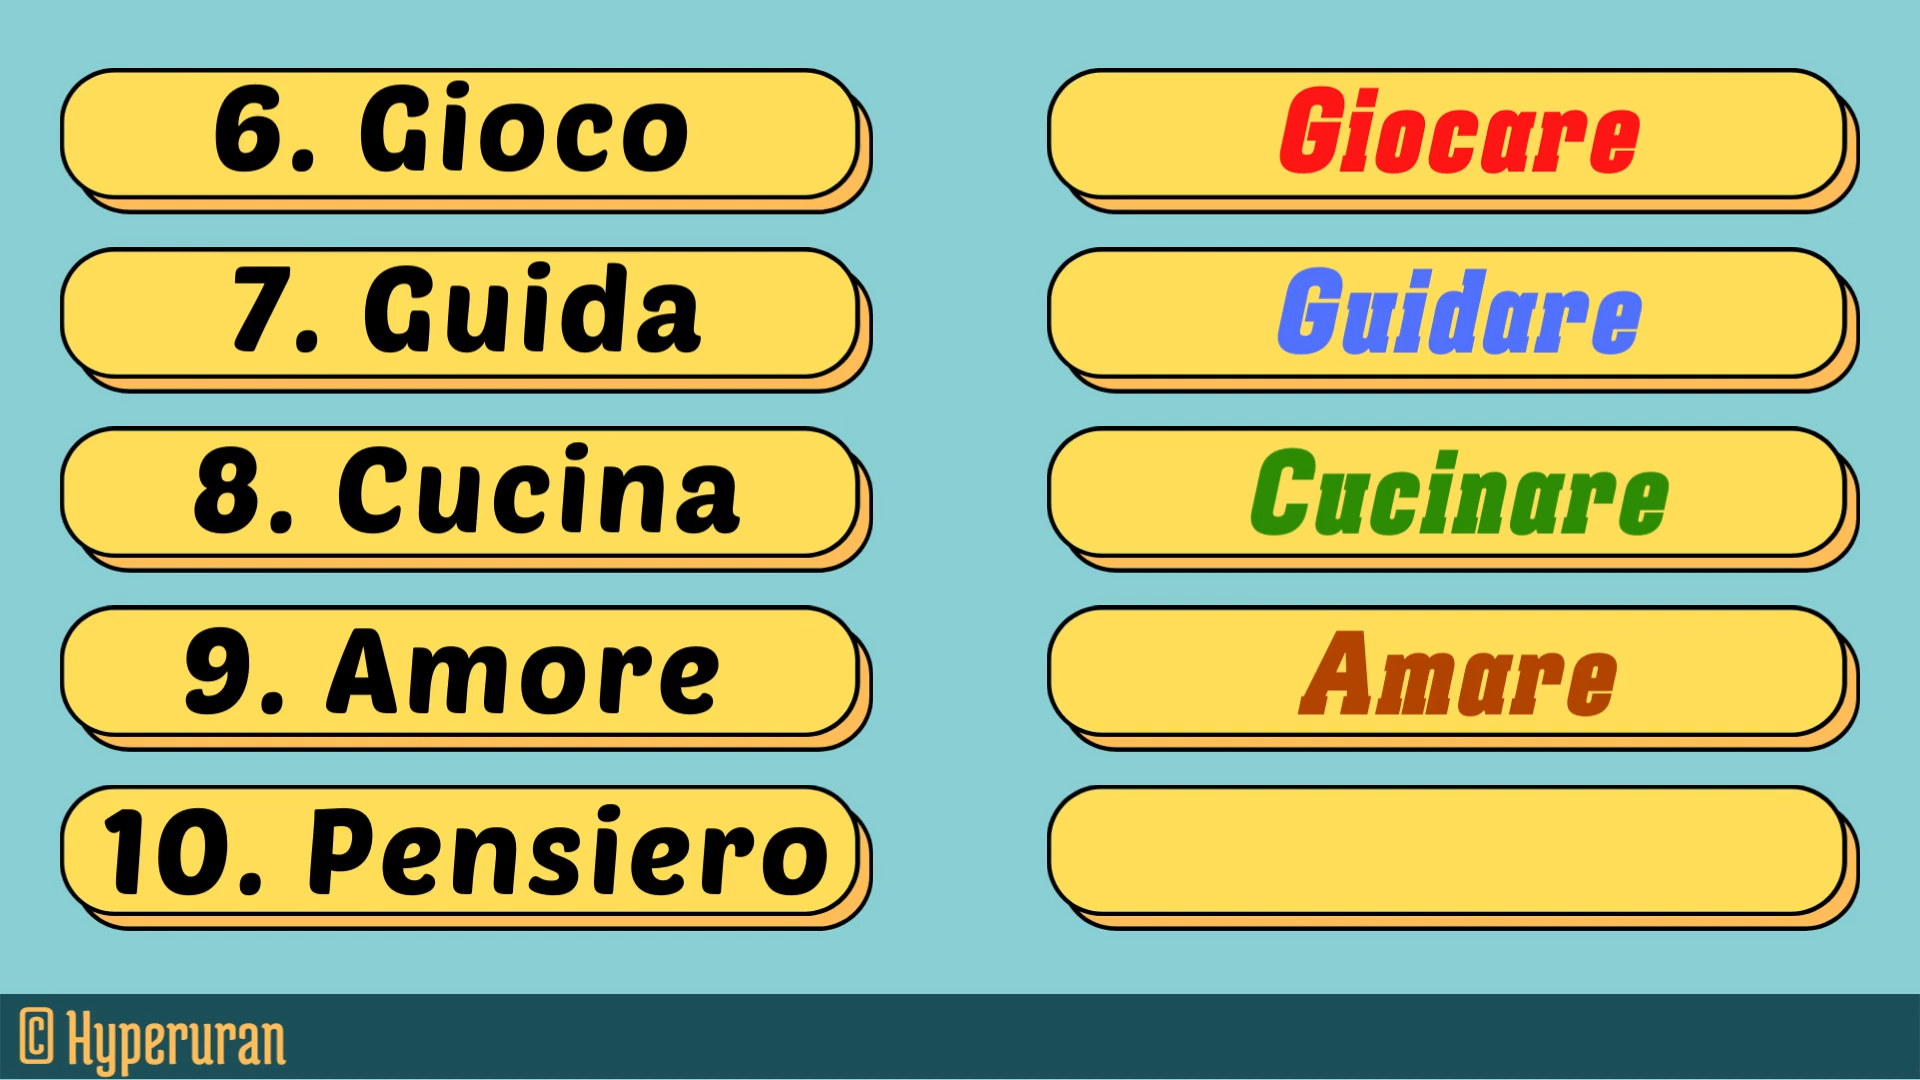 6. Gioco
Giocare
7. Guida
Guidare
8. Cucina
Cucinare
9. Amore
Amare
10. Pensiero
© Hyperuran